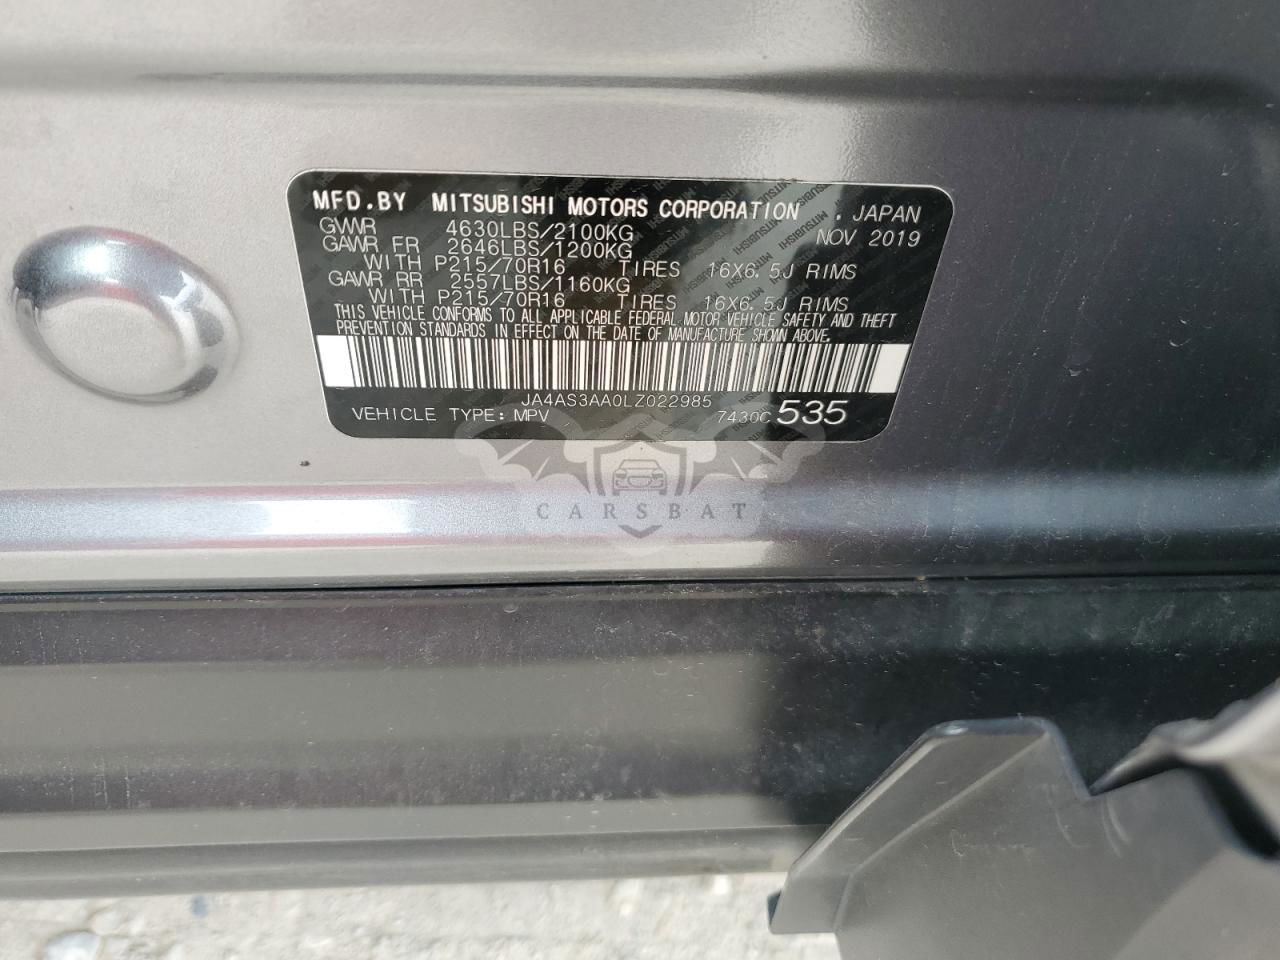 MFD.BY MITSUBISHI MOTORS CORPORATION . JAPAN
GVWR 4630LBS/2100KG NOV 2019
GAWR FR 2646LBS/1200KG
WITH P215/70R16 TIRES 16X6.5J RIMS
GAWR RR 2557LBS/1160KG
WITH P215/70R16 TIRES 16X6.5J RIMS
THIS VEHICLE CONFORMS TO ALL APPLICABLE FEDERAL MOTOR VEHICLE SAFETY AND THEFT
PREVENTION STANDARDS IN EFFECT ON THE DATE OF MANUFACTURE SHOWN ABOVE.
JA4AS3AA0LZ022985
VEHICLE TYPE: MPV 7430C 535
CARSBAT